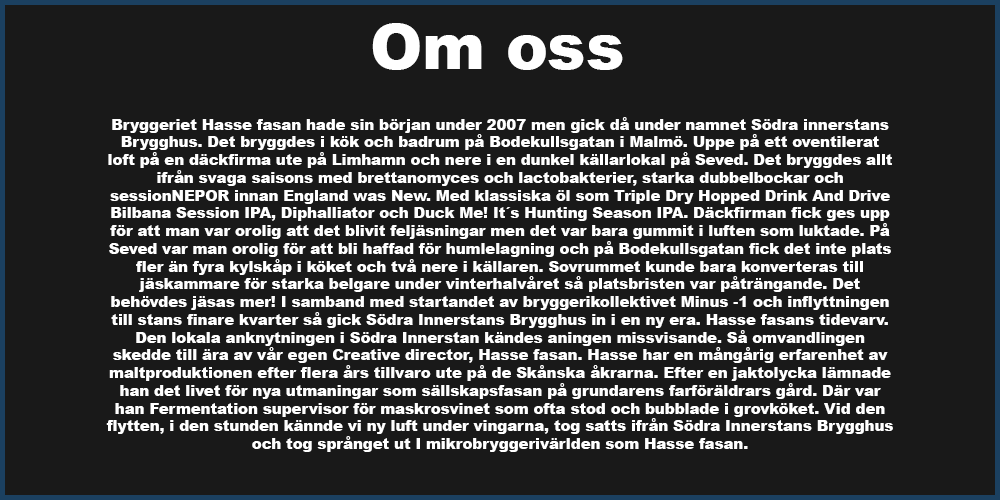 Om oss
Bryggeriet Hasse fasan hade sin början under 2007 men gick då under namnet Södra innerstans
Brygghus. Det bryggdes i kök och badrum på Bodekullsgatan i Malmö. Uppe på ett oventilerat
loft på en däckfirma ute på Limhamn och nere i en dunkel källarlokal på Seved. Det bryggdes allt
ifrån svaga saisons med brettanomyces och lactobakterier, starka dubbelbockar och
sessionNEPOR innan England was New. Med klassiska öl som Triple Dry Hopped Drink And Drive
Bilbana Session IPA, Diphalliator och Duck Me! It´s Hunting Season IPA. Däckfirman fick ges upp
för att man var orolig att det blivit feljäsningar men det var bara gummit i luften som luktade. På
Seved var man orolig för att bli haffad för humlelagning och på Bodekullsgatan fick det inte plats
fler än fyra kylskåp i köket och två nere i källaren. Sovrummet kunde bara konverteras till
jäskammare för starka belgare under vinterhalvåret så platsbristen var påträngande. Det
behövdes jäsas mer! I samband med startandet av bryggerikollektivet Minus -1 och inflyttningen
till stans finare kvarter så gick Södra Innerstans Brygghus in i en ny era. Hasse fasans tidevarv.
Den lokala anknytningen i Södra Innerstan kändes aningen missvisande. Så omvandlingen
skedde till ära av vår egen Creative director, Hasse fasan. Hasse har en mångårig erfarenhet av
maltproduktionen efter flera års tillvaro ute på de Skånska åkrarna. Efter en jaktolycka lämnade
han det livet för nya utmaningar som sällskapsfasan på grundarens farföräldrars gård. Där var
han Fermentation supervisor för maskrosvinet som ofta stod och bubblade i grovköket. Vid den
flytten, i den stunden kännde vi ny luft under vingarna, tog satts ifrån Södra Innerstans Brygghus
och tog språnget ut I mikrobryggerivärlden som Hasse fasan.